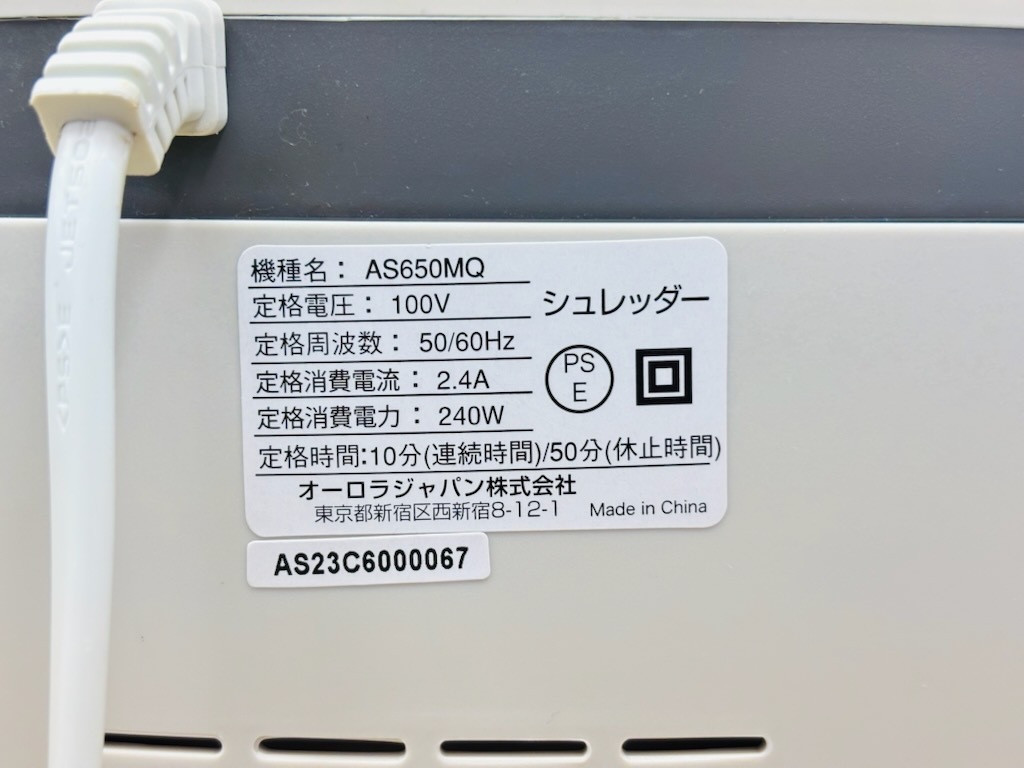 機種名： AS650MQ
定格電圧： 100V
シュレッダー
定格周波数： 50/60Hz
定格消費電流： 2.4A
PS
E
定格消費電力： 240W
定格時間:10分(連続時間)/50分(休止時間)
オーロラジャパン株式会社
東京都新宿区西新宿8-12-1 Made in China
AS23C6000067